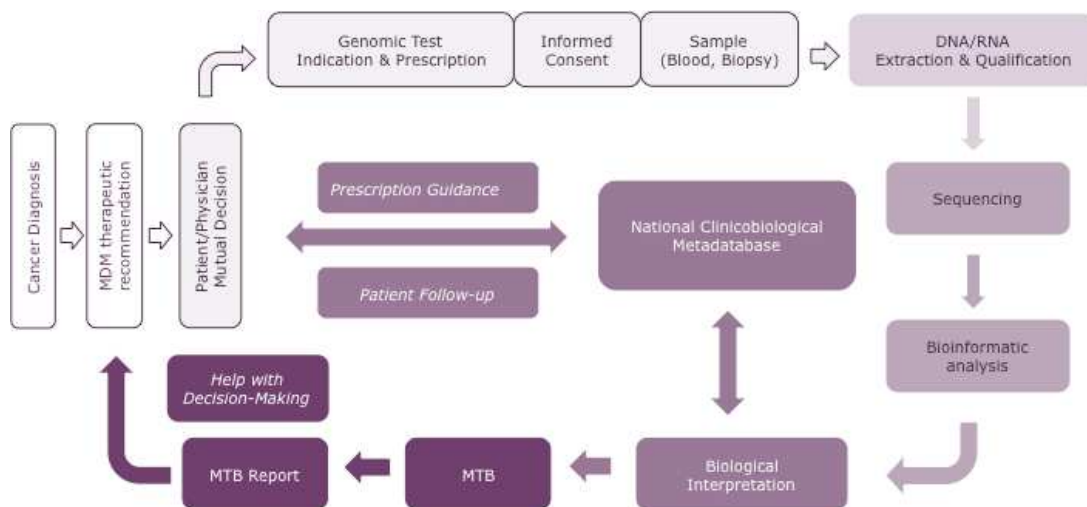 Genomic Test
Indication & Prescription
Informed
Consent
Sample
(Blood, Biopsy)
DNA/RNA
Extraction & Qualification
Cancer Diagnosis
MDM therapeutic
recommendation
Patient/Physician
Mutual Decision
Prescription Guidance
Patient Follow-up
National Clinicobiological
Metadatabase
Sequencing
Bioinformatic
analysis
Help with
Decision-Making
MTB Report
MTB
Biological
Interpretation